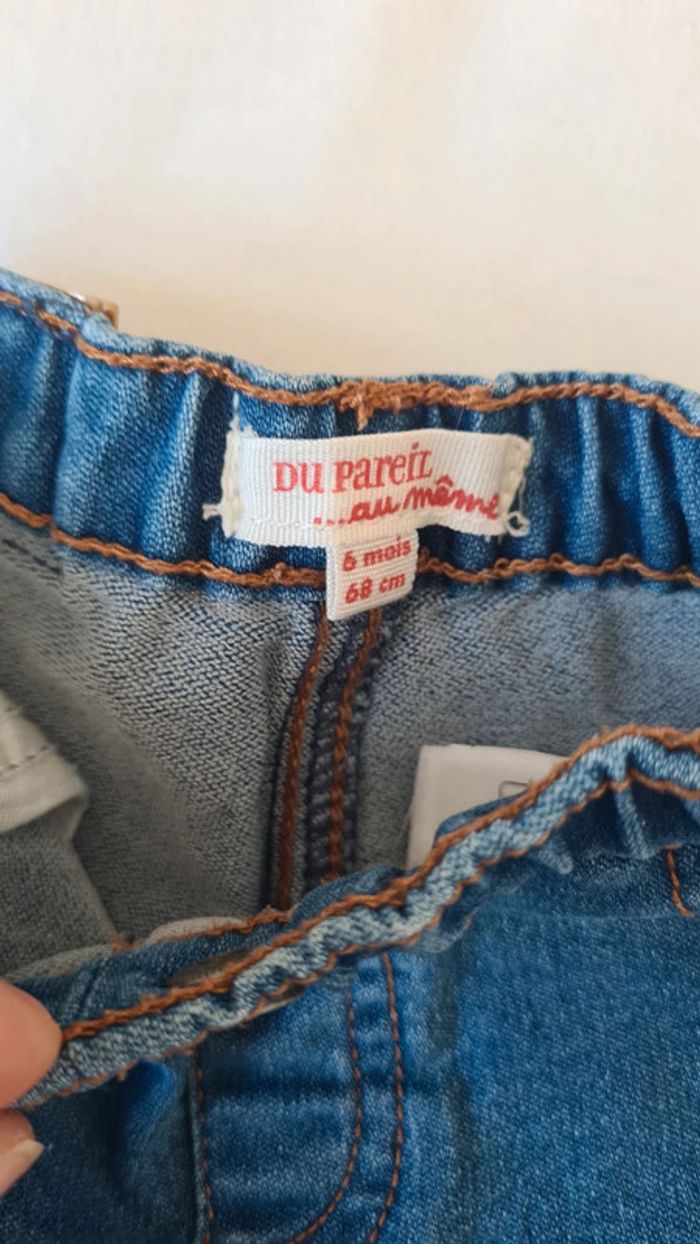 DU PAREIL
...au même
6 mois
68 cm